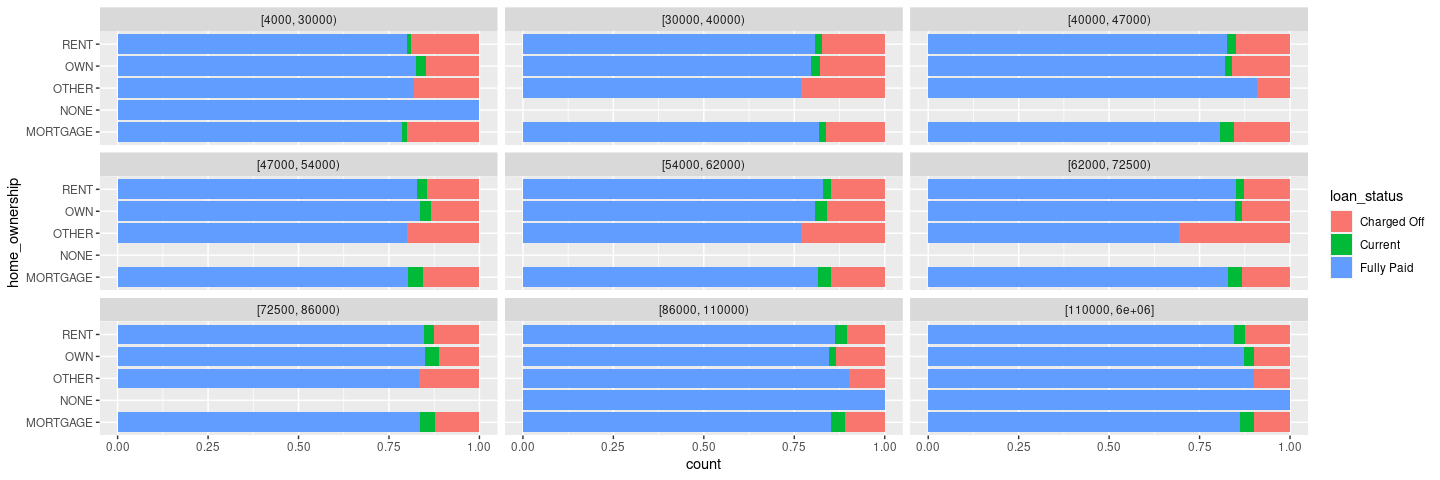 [4000, 30000)
[30000, 40000)
[40000, 47000)
RENT
OWN
OTHER
NONE
MORTGAGE
[47000, 54000)
[54000, 62000)
[62000, 72500)
RENT
OWN
OTHER
NONE
MORTGAGE
[72500, 86000)
[86000, 110000)
[110000, 6e+06]
RENT
OWN
OTHER
NONE
MORTGAGE
0.00 0.25 0.50 0.75 1.00
0.00 0.25 0.50 0.75 1.00
0.00 0.25 0.50 0.75 1.00
count
home_ownership
loan_status
Charged Off
Current
Fully Paid